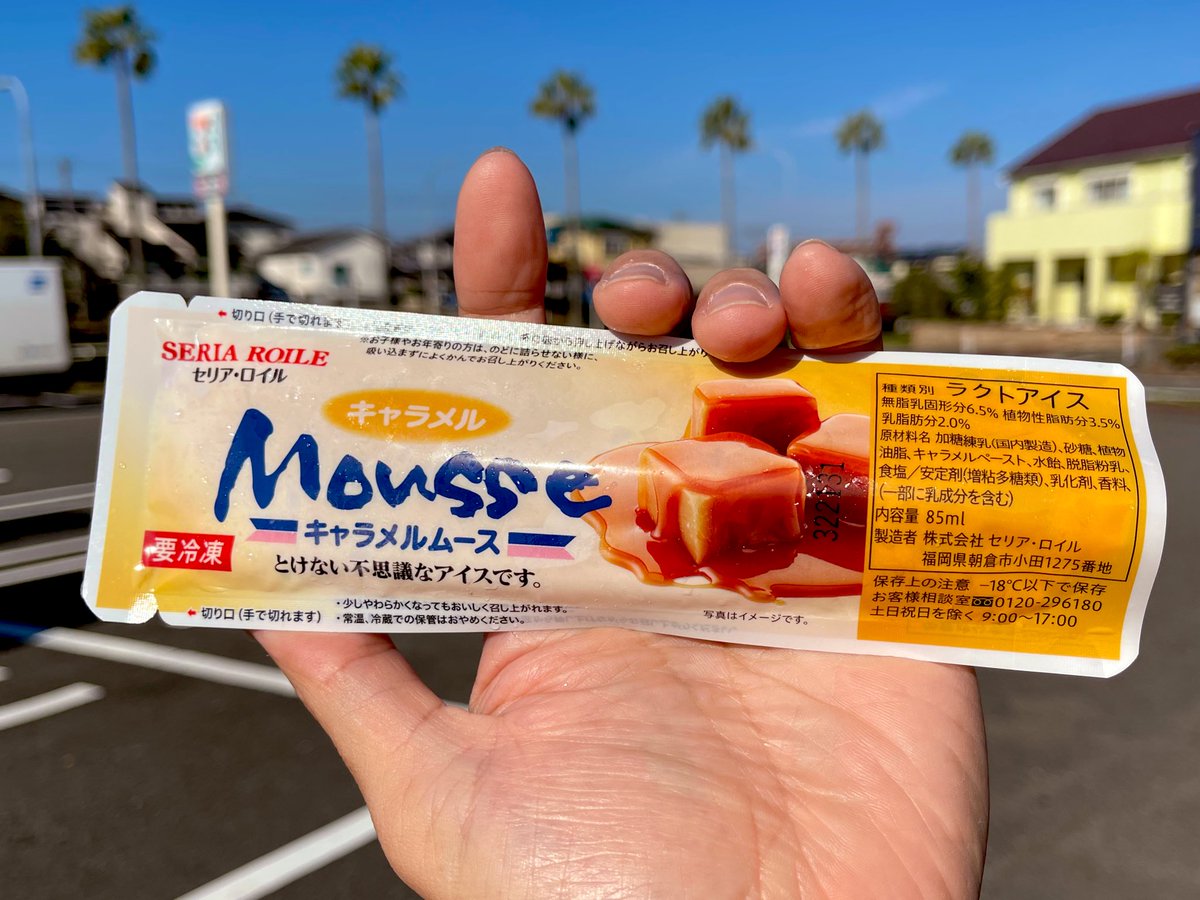 切り口(手で切れます
ながらお召し上がり
※お子様やお年寄りの方は、のどに詰らせない様に、
吸い込まずによくかんでお召し上がりください。
SERIA ROILE
セリア・ロイル
キャラメル
Mousse
キャラメルムース
要冷凍
とけない不思議なアイスです。
切り口(手で切れます)
・少しやわらかくなってもおいしく召し上がれます。
・常温、冷蔵での保管はおやめください。
写真はイメージです。
種類別 ラクトアイス
無脂乳固形分6.5% 植物性脂肪分3.5%
乳脂肪分2.0%
原材料名 加糖練乳(国内製造)、砂糖、植物
油脂、キャラメルペースト、水飴、脱脂粉乳、
食塩/安定剤(増粘多糖類)、乳化剤、香料、
(一部に乳成分を含む)
内容量 85ml
製造者 株式会社 セリア・ロイル
福岡県朝倉市小田1275番地
保存上の注意 −18℃以下で保存
お客様相談室 0120-296180
土日祝日を除く 9:00〜17:00